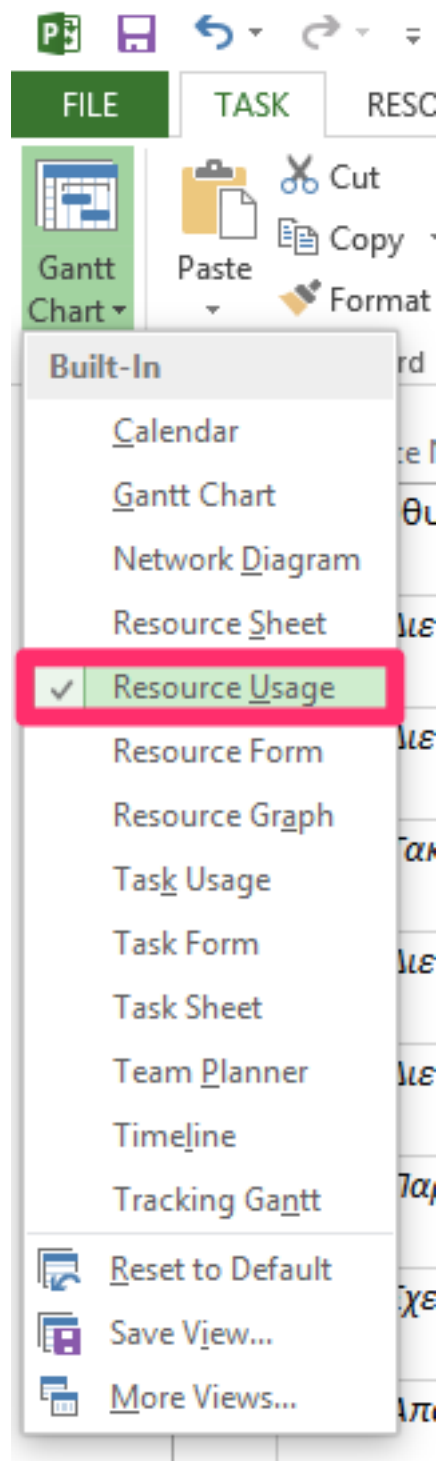 FILE TASK
Gantt Chart
Paste
Cut
Copy
Format
Built-In
Calendar
Gantt Chart
Network Diagram
Resource Sheet
Resource Usage
Resource Form
Resource Graph
Task Usage
Task Form
Task Sheet
Team Planner
Timeline
Tracking Gantt
Reset to Default
Save View...
More Views...